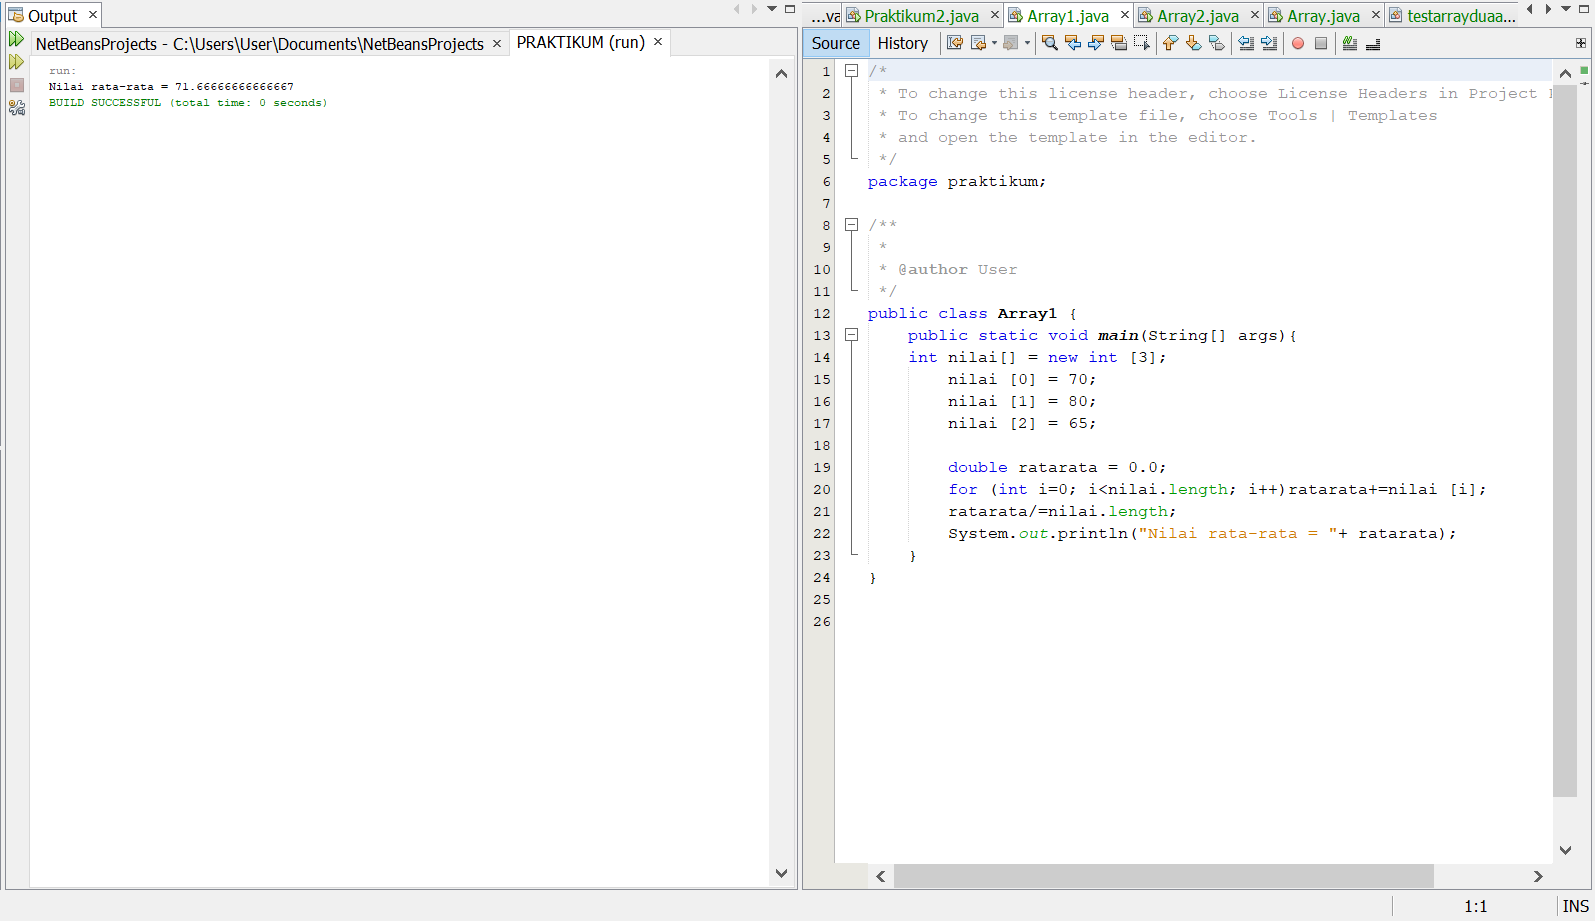 Output
NetBeansProjects - C:\Users\User\Documents\NetBeansProjects
PRAKTIKUM (run)
run:
Nilai rata-rata = 71.66666666666667
BUILD SUCCESSFUL (total time: 0 seconds)
...va
Praktikum2.java
Array1.java
Array2.java
Array.java
testarrayduaa...
Source
History
1 /*
2 * To change this license header, choose License Headers in Project
3 * To change this template file, choose Tools | Templates
4 * and open the template in the editor.
5 */
6 package praktikum;
7
8 /**
9 *
10 * @author User
11 */
12 public class Array1 {
13 public static void main(String[] args){
14 int nilai[] = new int [3];
15 nilai [0] = 70;
16 nilai [1] = 80;
17 nilai [2] = 65;
18
19 double ratarata = 0.0;
20 for (int i=0; i<nilai.length; i++)ratarata+=nilai [i];
21 ratarata/=nilai.length;
22 System.out.println("Nilai rata-rata = "+ ratarata);
23 }
24 }
25
26
1:1
INS